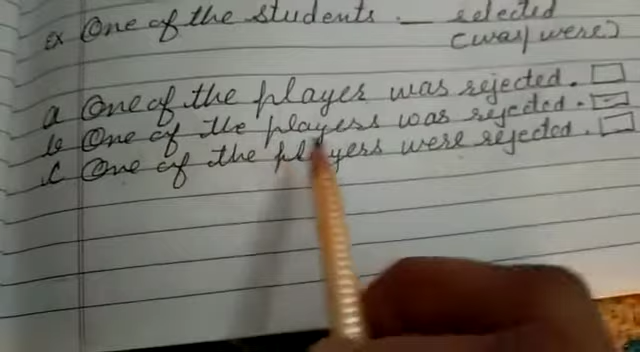 Ex One of the students __ selected
(was/were)
a One of the player was rejected.
b One of the players was rejected.
c One of the players were rejected.